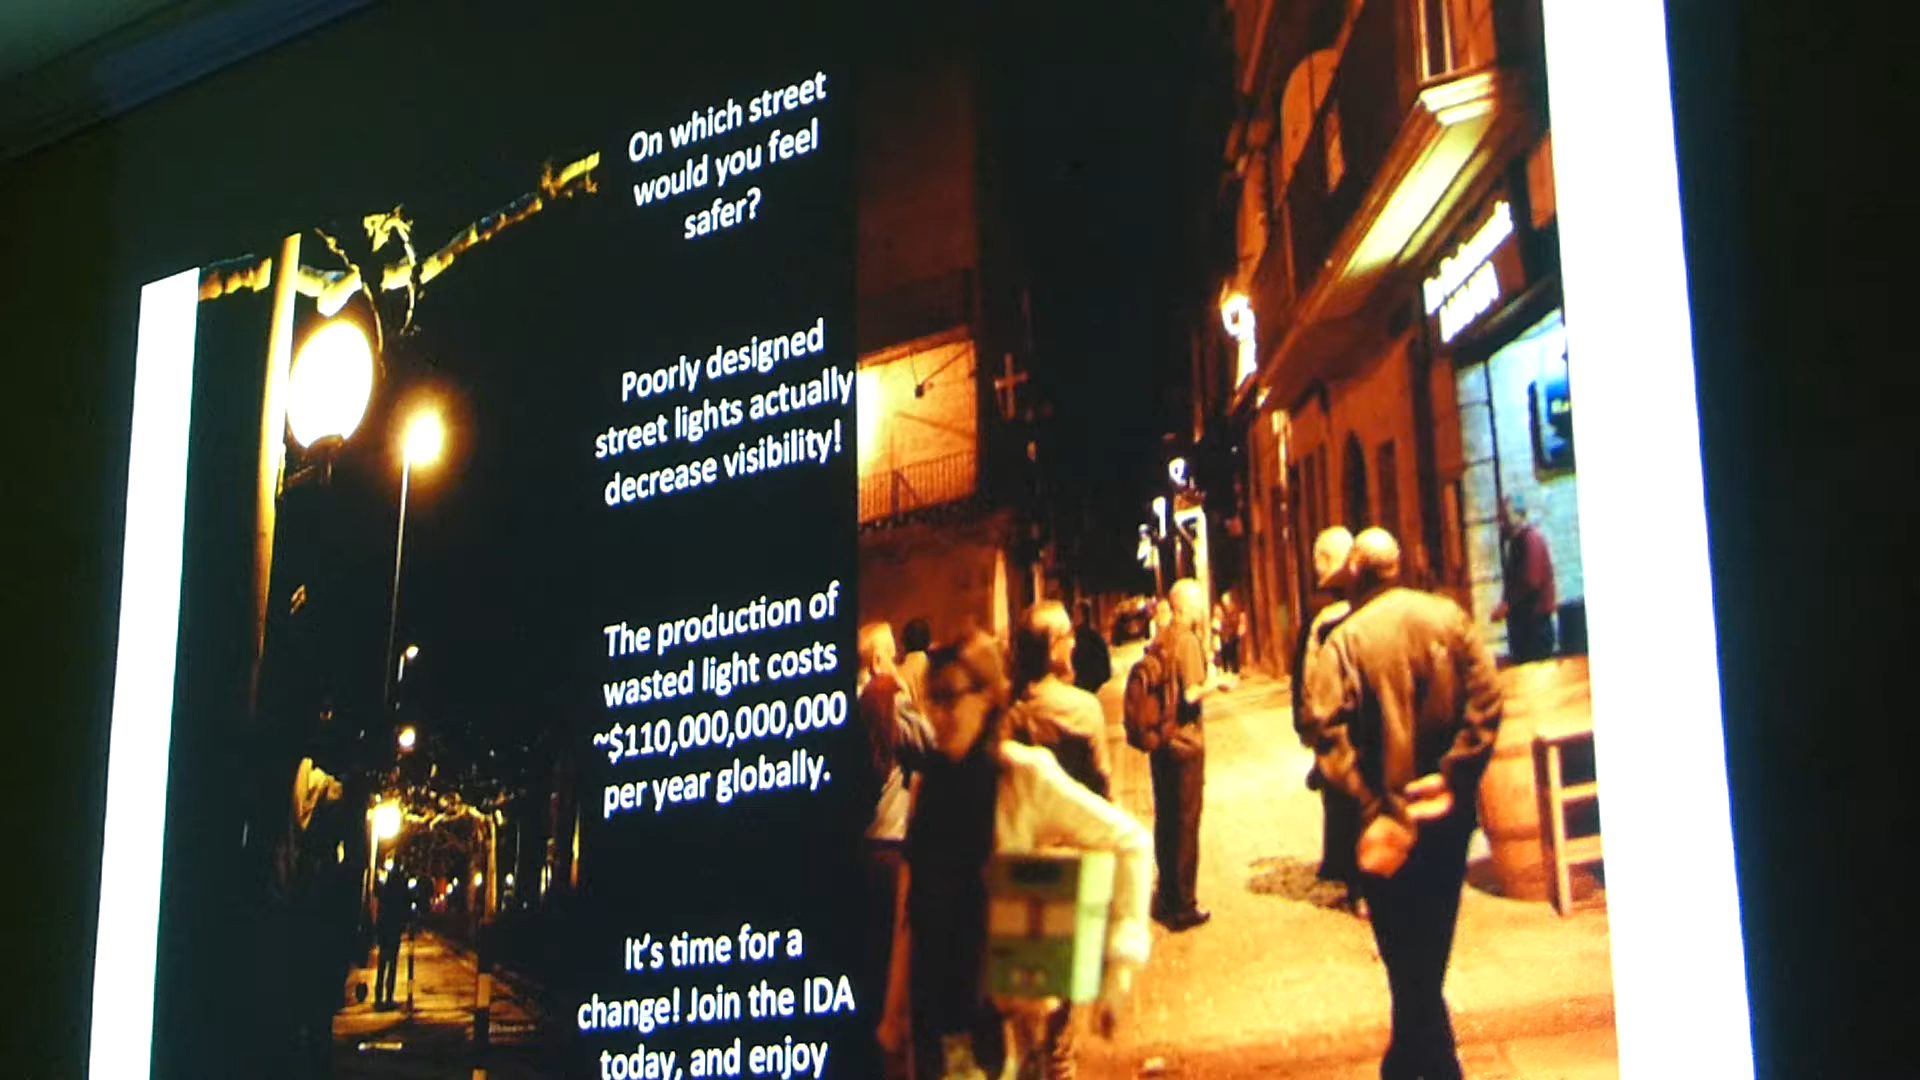 On which street
would you feel
safer?
Poorly designed
street lights actually
decrease visibility!
The production of
wasted light costs
~$110,000,000,000
per year globally.
It's time for a
change! Join the IDA
today, and enjoy